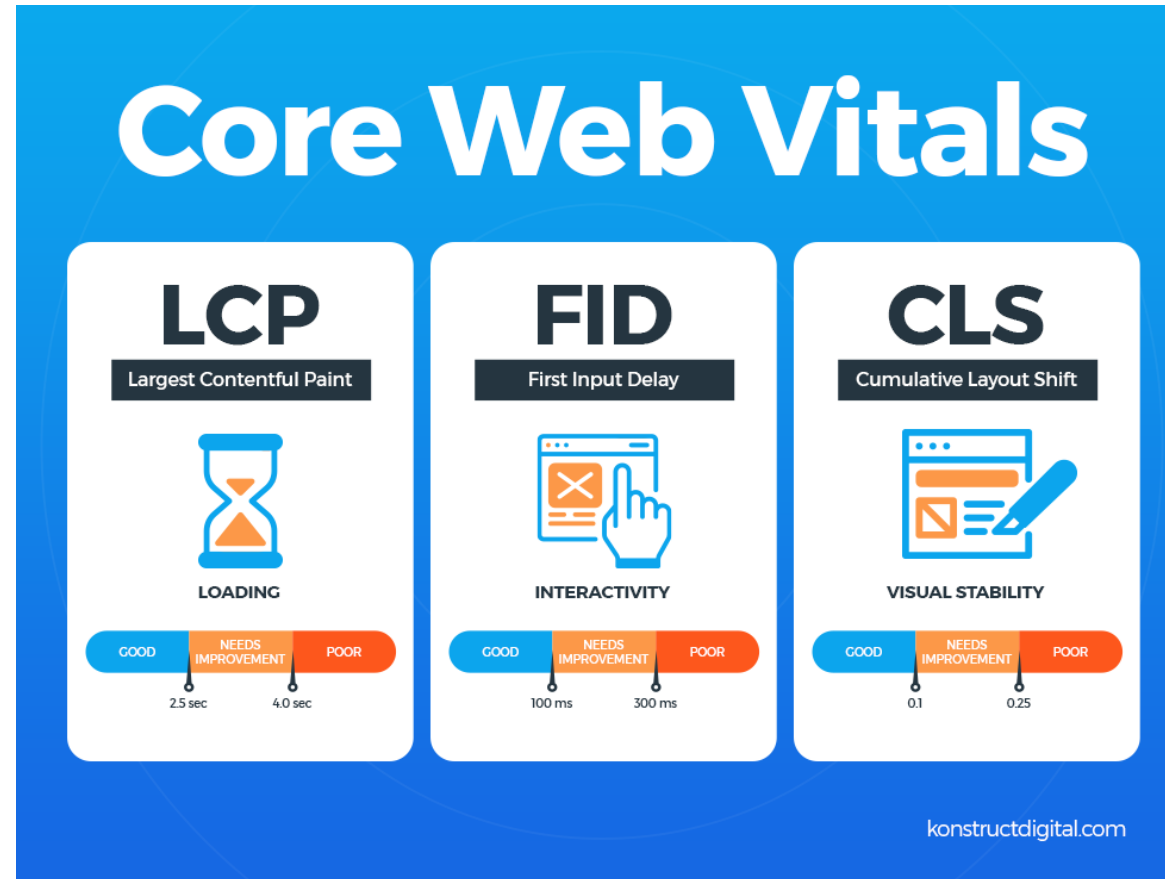 Core Web Vitals
LCP
Largest Contentful Paint
LOADING
GOOD
NEEDS
IMPROVEMENT
POOR
2.5 sec
4.0 sec
FID
First Input Delay
INTERACTIVITY
GOOD
NEEDS
IMPROVEMENT
POOR
100 ms
300 ms
CLS
Cumulative Layout Shift
VISUAL STABILITY
GOOD
NEEDS
IMPROVEMENT
POOR
0.1
0.25
konstructdigital.com